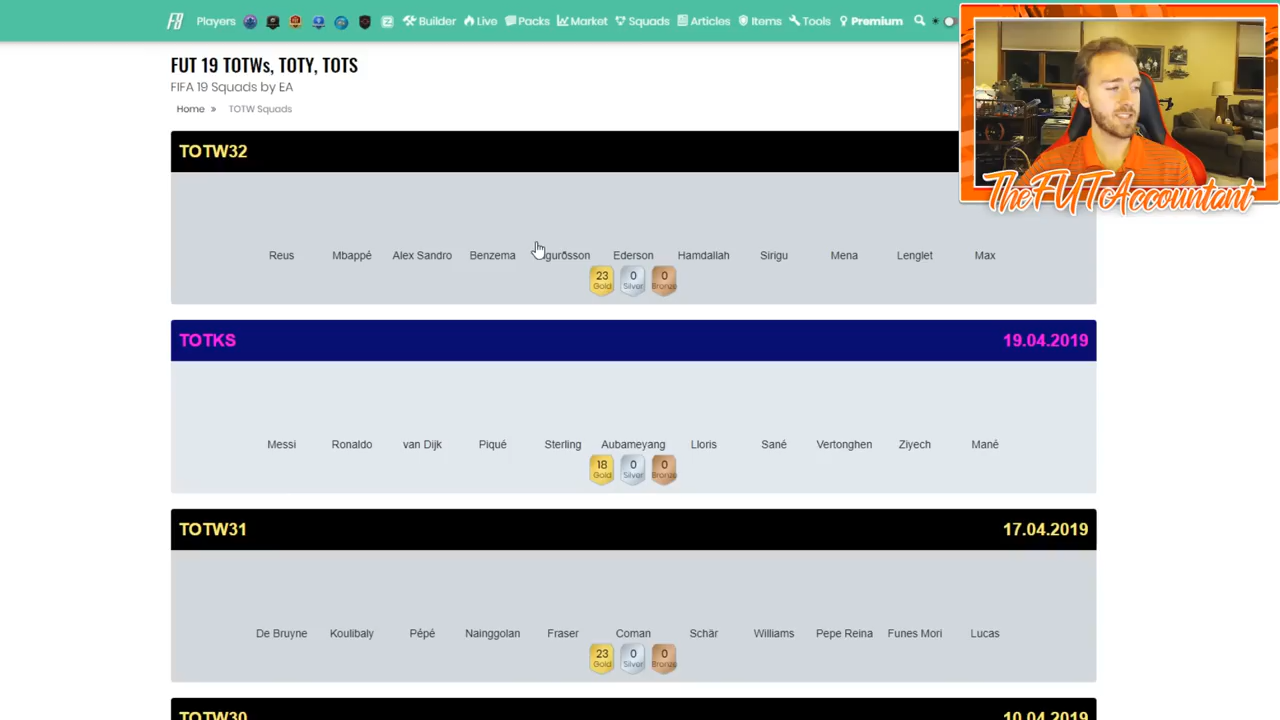 F8 Players Builder Live Packs Market Squads Articles Items Tools Premium
FUT 19 TOTWs, TOTY, TOTS
FIFA 19 Squads by EA
Home » TOTW Squads
TheFUTAccountant
TOTW32
Reus Mbappé Alex Sandro Benzema Ederson Hamdallah Sirigu Mena Lenglet Max
23 0 0
Gold Silver Bronze
TOTKS 19.04.2019
Messi Ronaldo van Dijk Piqué Sterling Aubameyang Lloris Sané Vertonghen Ziyech Mané
18 0 0
Gold Silver Bronze
TOTW31 17.04.2019
De Bruyne Koulibaly Pépé Nainggolan Fraser Coman Schär Williams Pepe Reina Funes Mori Lucas
23 0 0
Gold Silver Bronze
TOTW30 10.04.2019